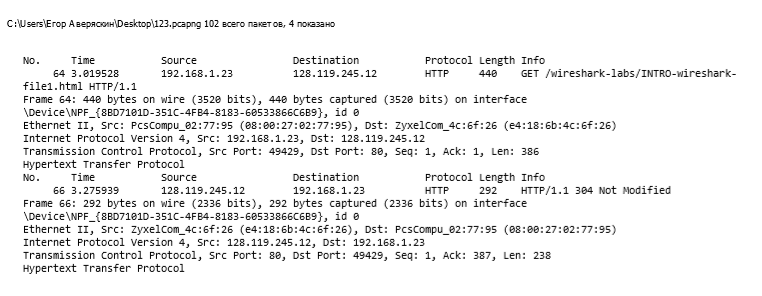 C:\Users\Егор Аверяскин\Desktop\123.pcapng 102 всего пакетов, 4 показано
No. Time Source Destination Protocol Length Info
64 3.019528 192.168.1.23 128.119.245.12 HTTP 440 GET /wireshark-labs/INTRO-wireshark-
file1.html HTTP/1.1
Frame 64: 440 bytes on wire (3520 bits), 440 bytes captured (3520 bits) on interface
\Device\NPF_{8BD7101D-351C-4FB4-8183-60533866C6B9}, id 0
Ethernet II, Src: PcsCompu_02:77:95 (08:00:27:02:77:95), Dst: ZyxelCom_4c:6f:26 (e4:18:6b:4c:6f:26)
Internet Protocol Version 4, Src: 192.168.1.23, Dst: 128.119.245.12
Transmission Control Protocol, Src Port: 49429, Dst Port: 80, Seq: 1, Ack: 1, Len: 386
Hypertext Transfer Protocol
No. Time Source Destination Protocol Length Info
66 3.275939 128.119.245.12 192.168.1.23 HTTP 292 HTTP/1.1 304 Not Modified
Frame 66: 292 bytes on wire (2336 bits), 292 bytes captured (2336 bits) on interface
\Device\NPF_{8BD7101D-351C-4FB4-8183-60533866C6B9}, id 0
Ethernet II, Src: ZyxelCom_4c:6f:26 (e4:18:6b:4c:6f:26), Dst: PcsCompu_02:77:95 (08:00:27:02:77:95)
Internet Protocol Version 4, Src: 128.119.245.12, Dst: 192.168.1.23
Transmission Control Protocol, Src Port: 80, Dst Port: 49429, Seq: 1, Ack: 387, Len: 238
Hypertext Transfer Protocol